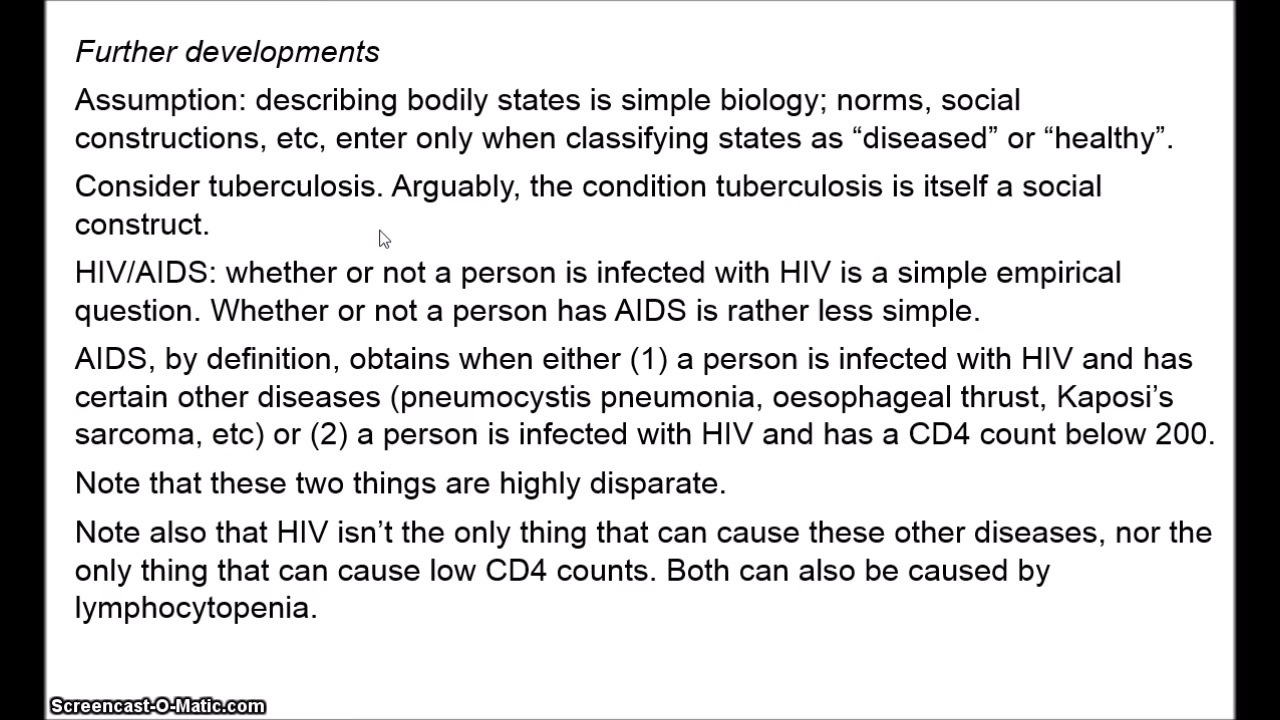 Further developments
Assumption: describing bodily states is simple biology; norms, social
constructions, etc, enter only when classifying states as “diseased” or “healthy”.
Consider tuberculosis. Arguably, the condition tuberculosis is itself a social
construct.
HIV/AIDS: whether or not a person is infected with HIV is a simple empirical
question. Whether or not a person has AIDS is rather less simple.
AIDS, by definition, obtains when either (1) a person is infected with HIV and has
certain other diseases (pneumocystis pneumonia, oesophageal thrust, Kaposi’s
sarcoma, etc) or (2) a person is infected with HIV and has a CD4 count below 200.
Note that these two things are highly disparate.
Note also that HIV isn’t the only thing that can cause these other diseases, nor the
only thing that can cause low CD4 counts. Both can also be caused by
lymphocytopenia.
Screencast-O-Matic.com